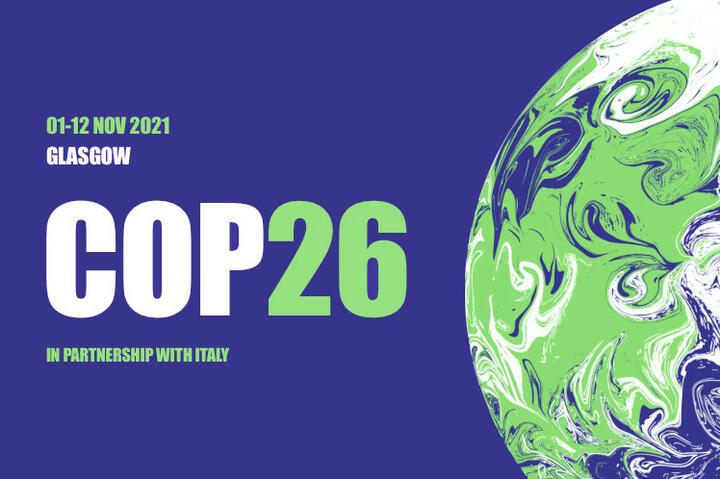 01-12 NOV 2021
GLASGOW
COP26
IN PARTNERSHIP WITH ITALY